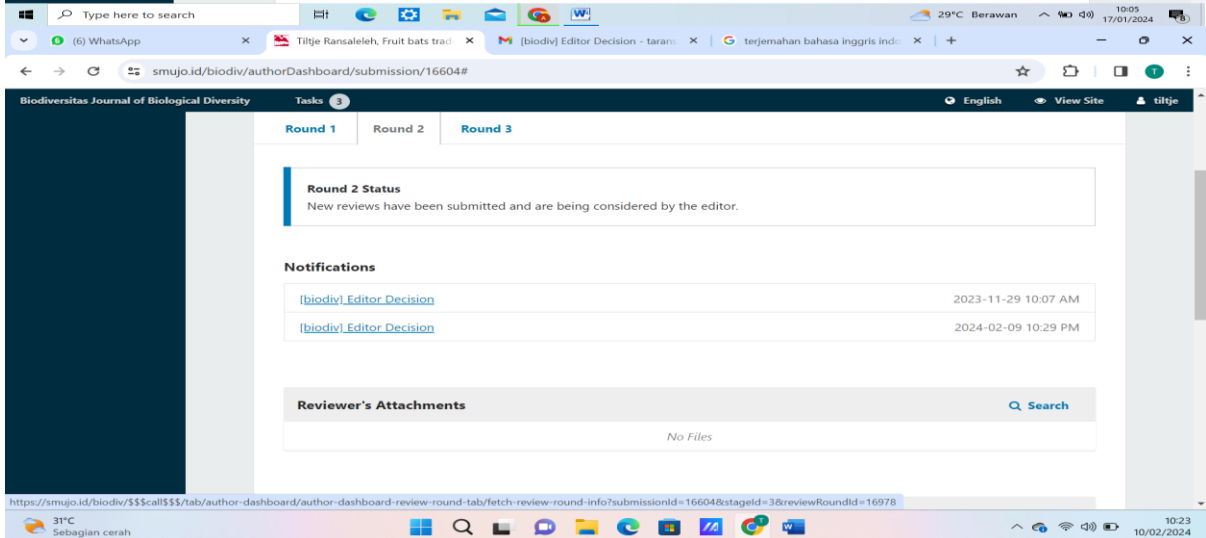 Type here to search
29°C Berawan
10:05
17/01/2024
8
(6) WhatsApp
Tiltje Ransaleleh, Fruit bats trad
[biodiv] Editor Decision - taran
terjemahan bahasa inggris indo
smujo.id/biodiv/authorDashboard/submission/16604#
T
Biodiversitas Journal of Biological Diversity
Tasks 3
English
View Site
tiltje
Round 1
Round 2
Round 3
Round 2 Status
New reviews have been submitted and are being considered by the editor.
Notifications
[biodiv] Editor Decision
2023-11-29 10:07 AM
[biodiv] Editor Decision
2024-02-09 10:29 PM
Reviewer's Attachments
Search
No Files
https://smujo.id/biodiv/$$$call$$$/tab/author-dashboard/author-dashboard-review-round-tab/fetch-review-round-info?submissionId=16604&stageId=3&reviewRoundId=16978
31°C
Sebagian cerah
10:23
10/02/2024